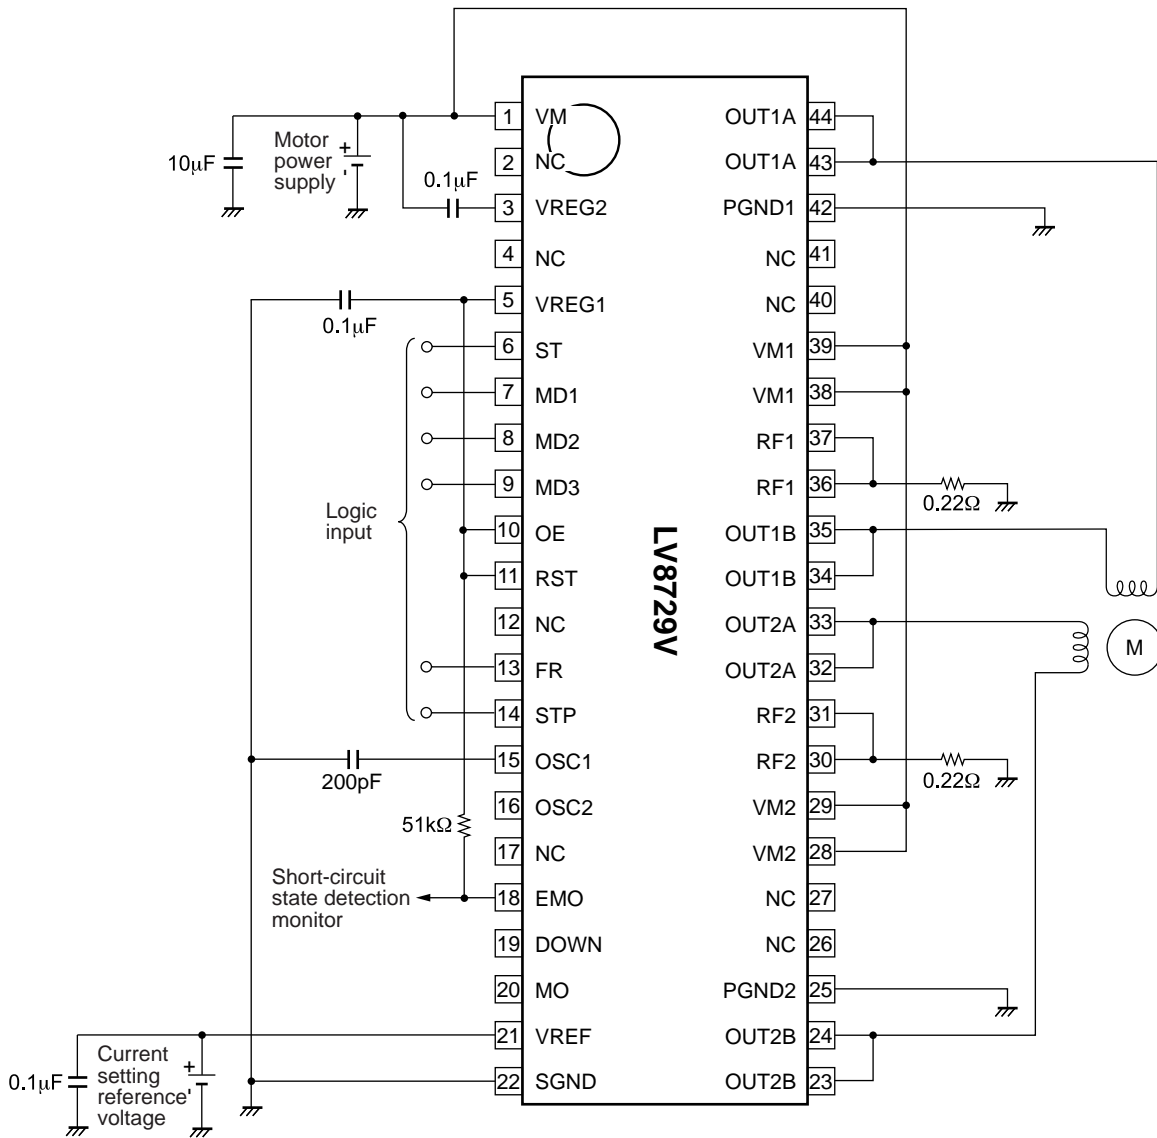 1 VM OUT1A 44
Motor
power
supply
+
10μF
2 NC OUT1A 43
0.1μF
3 VREG2 PGND1 42
4 NC NC 41
5 VREG1 NC 40
0.1μF
6 ST VM1 39
7 MD1 VM1 38
8 MD2 RF1 37
9 MD3 RF1 36
0.22Ω
Logic
input
10 OE OUT1B 35
11 RST OUT1B 34
LV8729V
12 NC OUT2A 33
M
13 FR OUT2A 32
14 STP RF2 31
15 OSC1 RF2 30
200pF
0.22Ω
16 OSC2 VM2 29
51kΩ
17 NC VM2 28
Short-circuit
state detection
monitor
18 EMO NC 27
19 DOWN NC 26
20 MO PGND2 25
21 VREF OUT2B 24
Current
setting
reference
voltage
+
0.1μF
22 SGND OUT2B 23